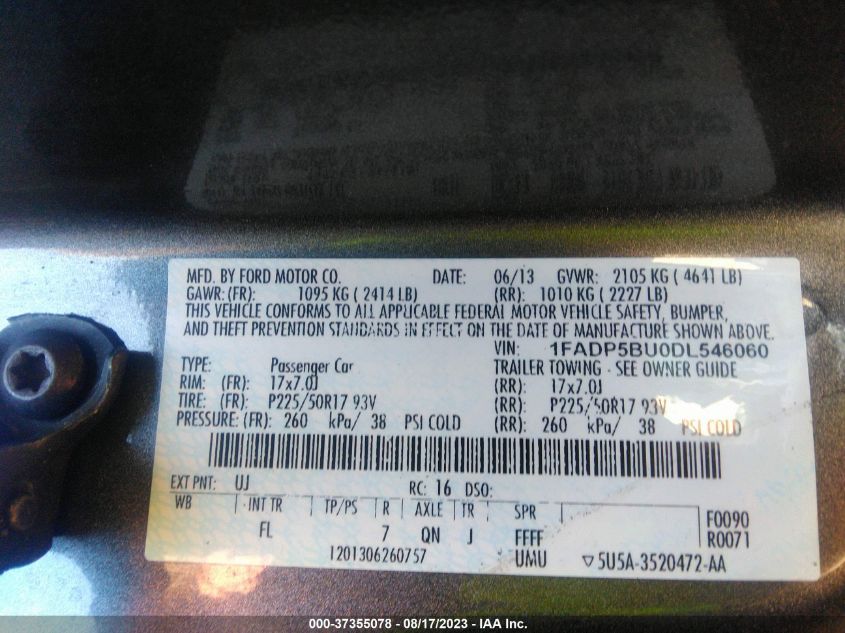 MFD. BY FORD MOTOR CO. DATE: 06/13 GVWR: 2105 KG ( 4641 LB)
GAWR: (FR): 1095 KG ( 2414 LB) (RR): 1010 KG ( 2227 LB)
THIS VEHICLE CONFORMS TO ALL APPLICABLE FEDERAL MOTOR VEHICLE SAFETY, BUMPER,
AND THEFT PREVENTION STANDARDS IN EFFECT ON THE DATE OF MANUFACTURE SHOWN ABOVE.
VIN: 1FADP5BU0DL546060
TYPE: Passenger Car TRAILER TOWING - SEE OWNER GUIDE
RIM: (FR): 17x7.0J (RR): 17x7.0J
TIRE: (FR): P225/50R17 93V (RR): P225/50R17 93V
PRESSURE: (FR): 260 kPa/ 38 PSI COLD (RR): 260 kPa/ 38 PSI COLD
EXT PNT: UJ RC: 16 DSO:
WB INT TR TP/PS R AXLE TR SPR F0090
FL 7 QN J FFFF R0071
1201306260757 UMU ▽5U5A-3520472-AA
000-37355078 - 08/17/2023 - IAAI Inc.